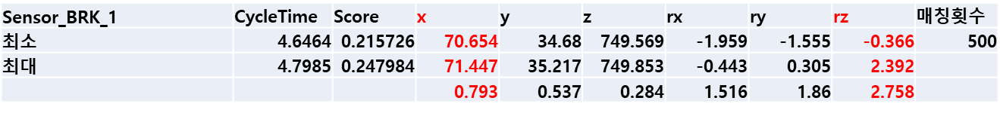 Sensor_BRK_1 CycleTime Score x y z rx ry rz 매칭횟수
최소 4.6464 0.215726 70.654 34.68 749.569 -1.959 -1.555 -0.366 500
최대 4.7985 0.247984 71.447 35.217 749.853 -0.443 0.305 2.392
0.793 0.537 0.284 1.516 1.86 2.758